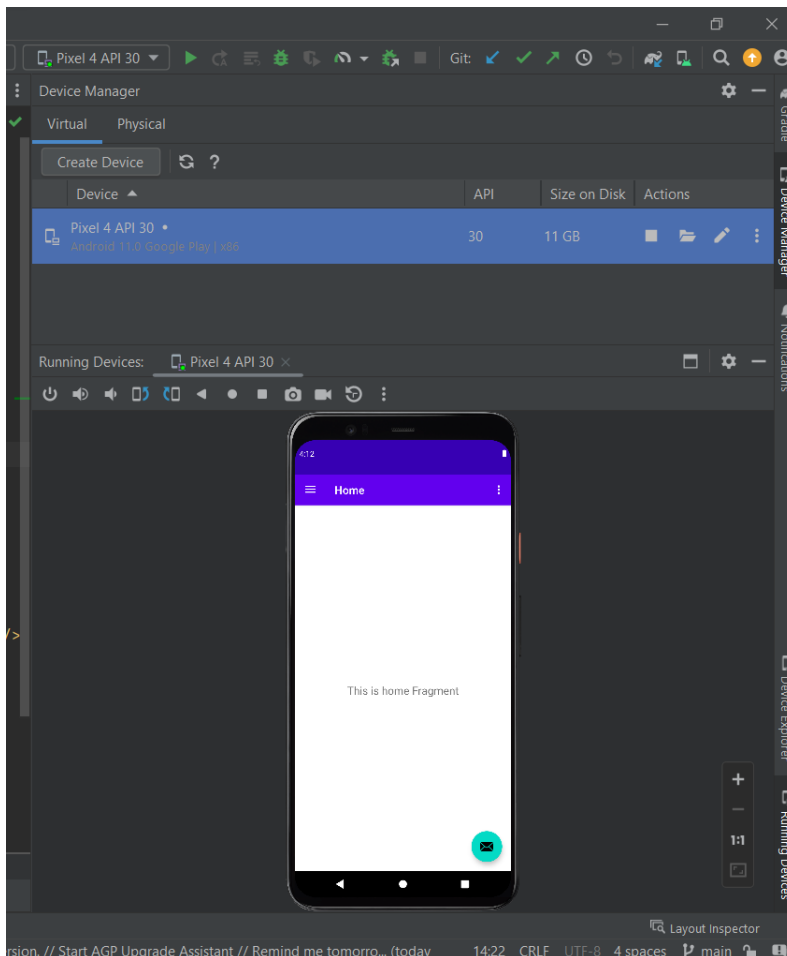 Pixel 4 API 30
Git:
Device Manager
Virtual Physical
Create Device ?
Device API Size on Disk Actions
Pixel 4 API 30 • 30 11 GB
Android 11.0 Google Play | x86
Running Devices: Pixel 4 API 30
4:12
Home
This is home Fragment
/>
1:1
Gradle
Device Manager
Notifications
Device Explorer
Running Devices
Layout Inspector
rsion. // Start AGP Upgrade Assistant // Remind me tomorro... (today 14:22 CRLF UTF-8 4 spaces main